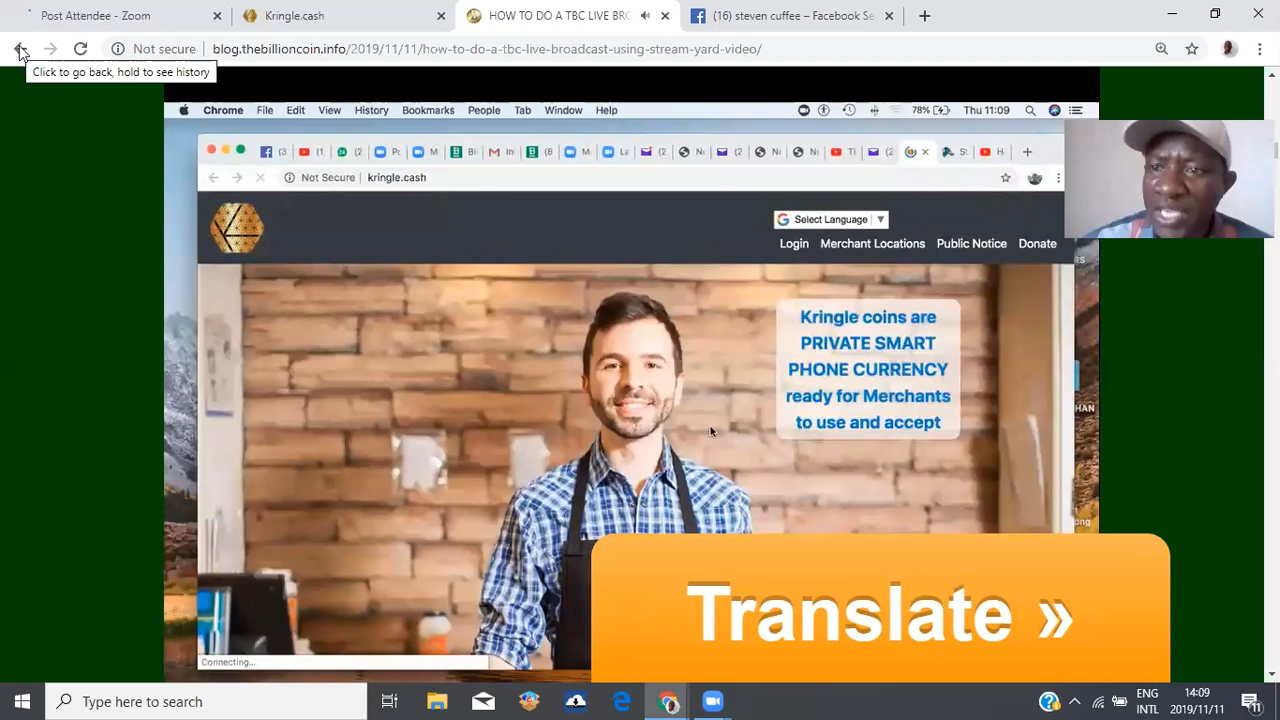 Post Attendee - Zoom
Kringle.cash
HOW TO DO A TBC LIVE BRO
(16) steven cuffee – Facebook Se
Not secure
blog.thebillioncoin.info/2019/11/11/how-to-do-a-tbc-live-broadcast-using-stream-yard-video/
Click to go back, hold to see history
Chrome File Edit View History Bookmarks People Tab Window Help
78%
Thu 11:09
Not Secure
kringle.cash
Select Language
Login Merchant Locations Public Notice Donate
Kringle coins are
PRIVATE SMART
PHONE CURRENCY
ready for Merchants
to use and accept
Translate »
Connecting...
Type here to search
ENG
INTL
14:09
2019/11/11
11